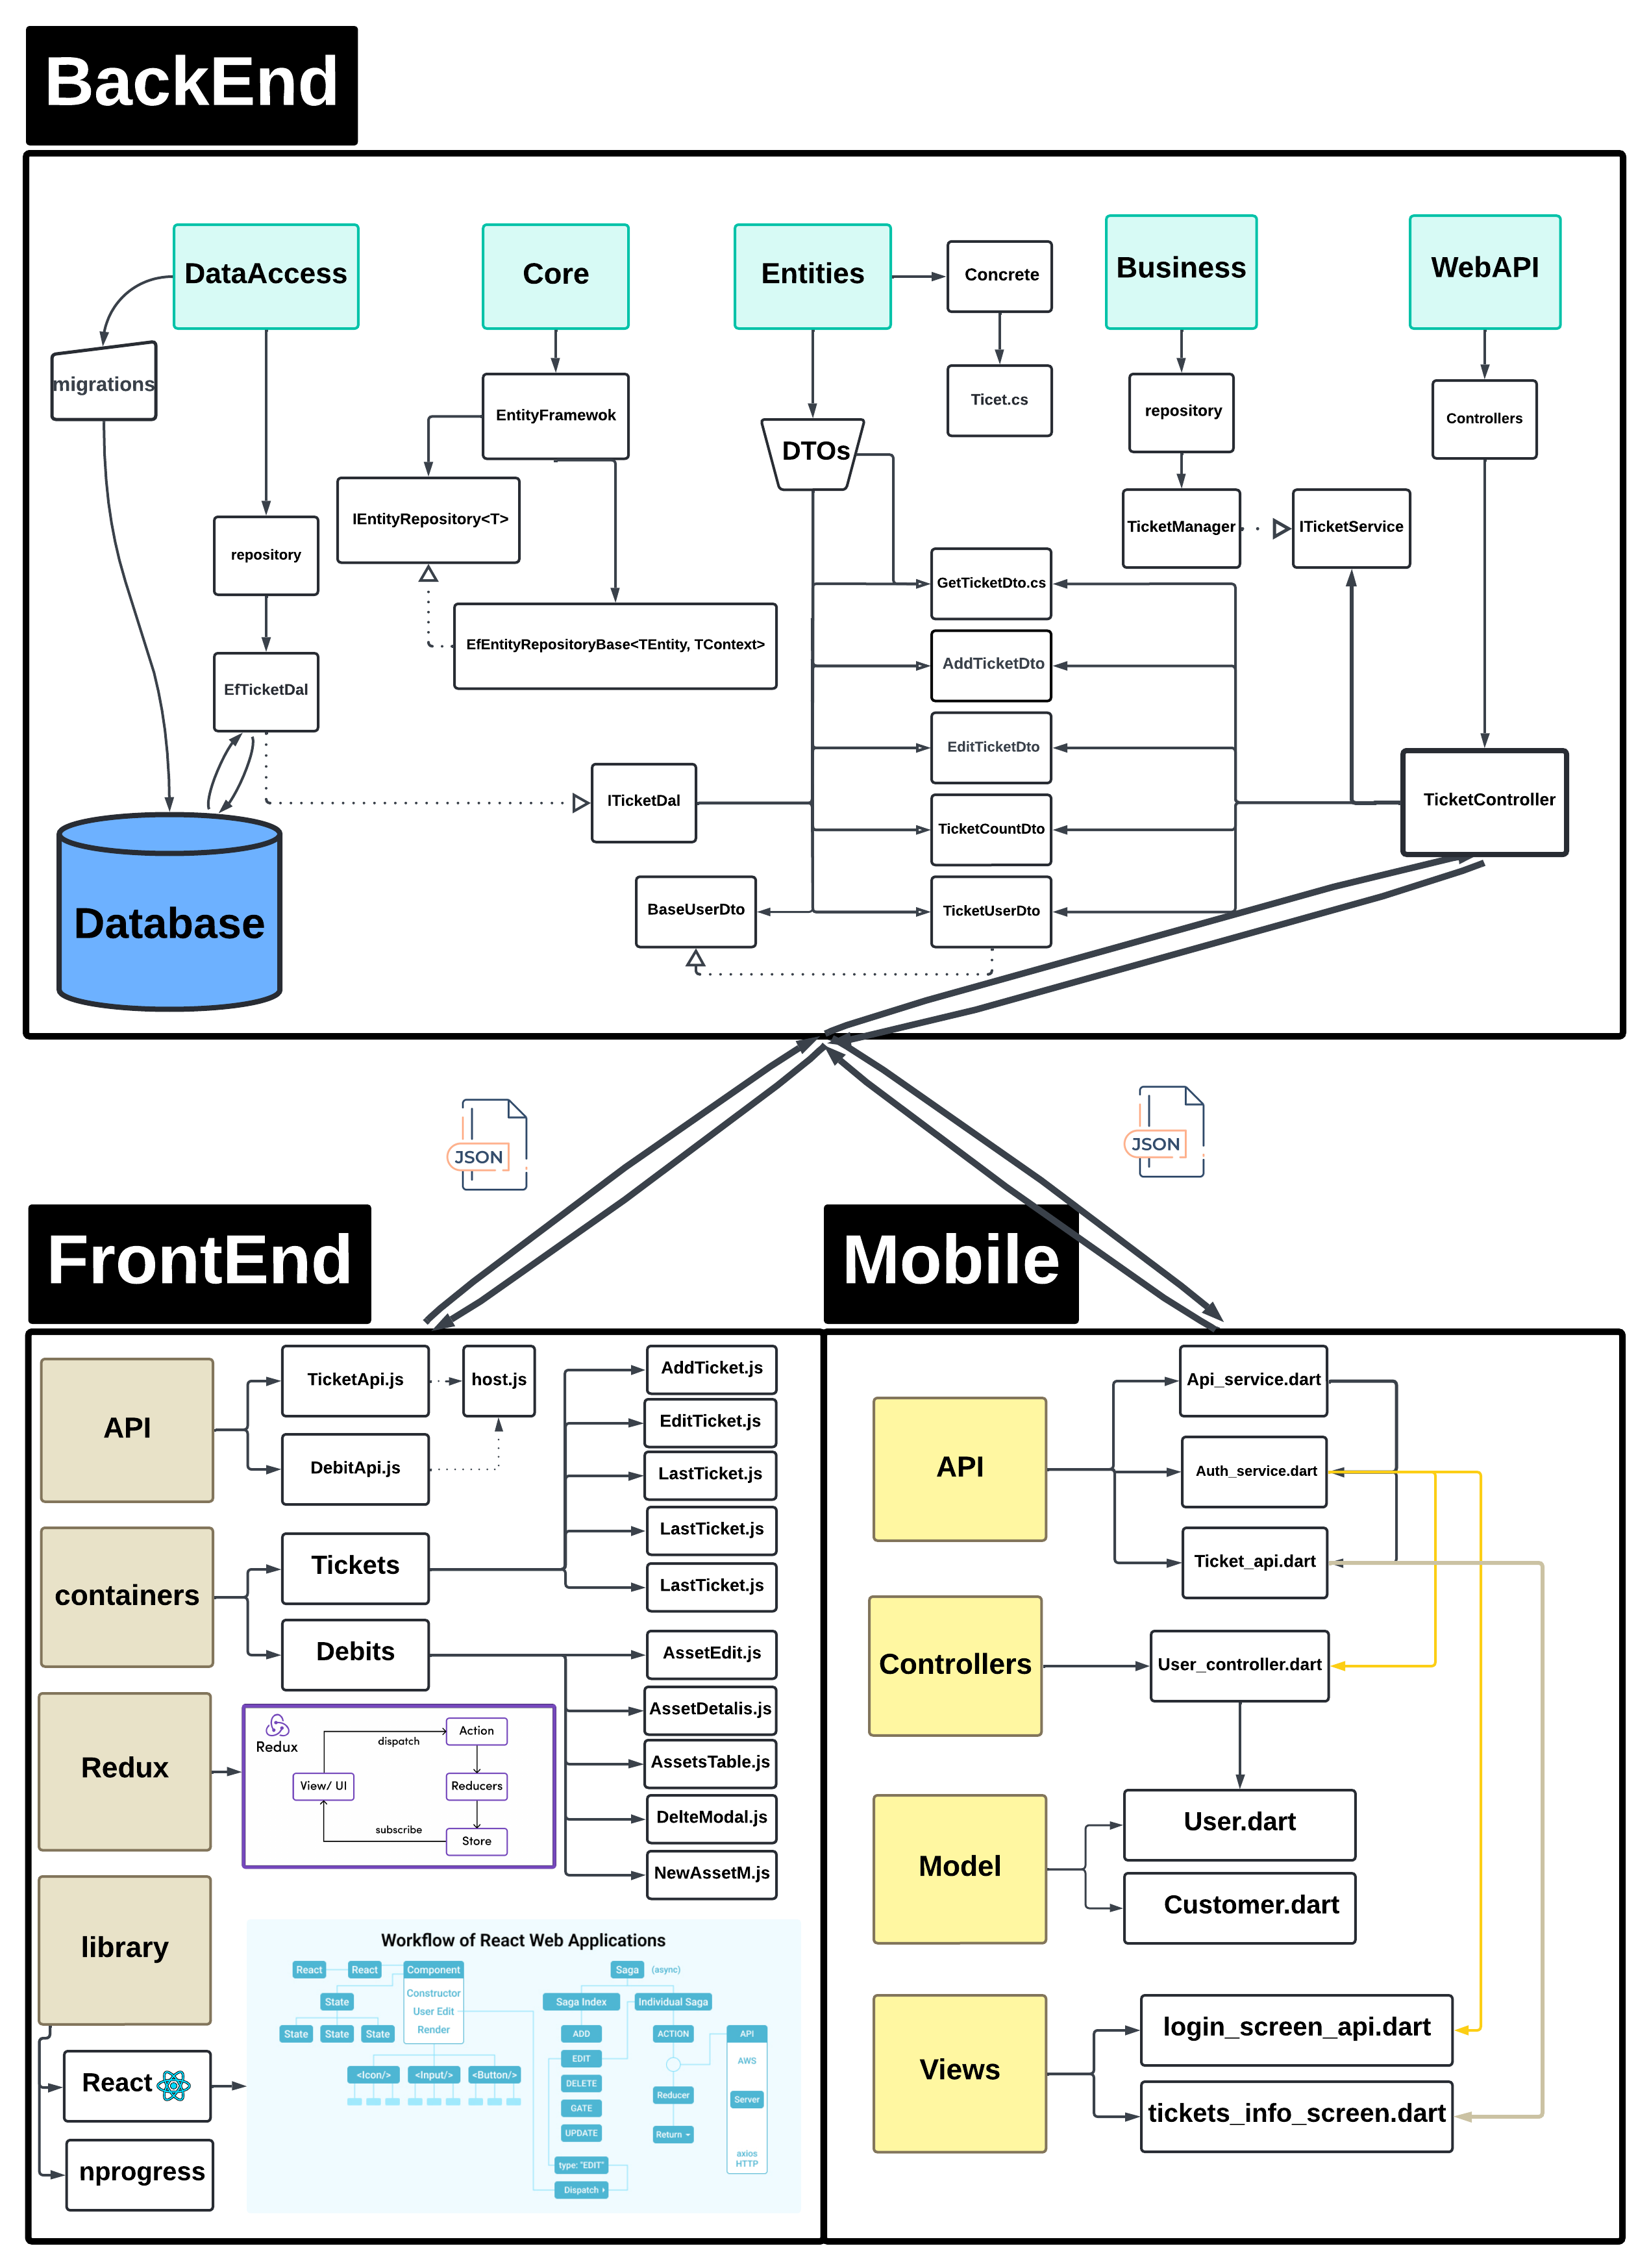 BackEnd
DataAccess
Core
Entities
Concrete
Business
WebAPI
migrations
EntityFramewok
Ticet.cs
repository
Controllers
DTOs
IEntityRepository<T>
TicketManager
ITicketService
repository
GetTicketDto.cs
EfEntityRepositoryBase<TEntity, TContext>
AddTicketDto
EfTicketDal
EditTicketDto
ITicketDal
TicketController
TicketCountDto
BaseUserDto
TicketUserDto
Database
JSON
JSON
FrontEnd
Mobile
API
TicketApi.js
host.js
DebitApi.js
AddTicket.js
EditTicket.js
LastTicket.js
LastTicket.js
LastTicket.js
containers
Tickets
Debits
AssetEdit.js
AssetDetalis.js
AssetsTable.js
DelteModal.js
NewAssetM.js
Redux
Redux
dispatch
Action
View/ UI
Reducers
subscribe
Store
library
React
nprogress
Workflow of React Web Applications
React
React
Component
Constructor
User Edit
Render
State
State
State
State
<Icon/>
<Input/>
<Button/>
Saga
(async)
Saga Index
Individual Saga
ADD
EDIT
DELETE
GATE
UPDATE
type: "EDIT"
Dispatch
ACTION
Reducer
Return
API
AWS
Server
axios
HTTP
API
Api_service.dart
Auth_service.dart
Ticket_api.dart
Controllers
User_controller.dart
Model
User.dart
Customer.dart
Views
login_screen_api.dart
tickets_info_screen.dart